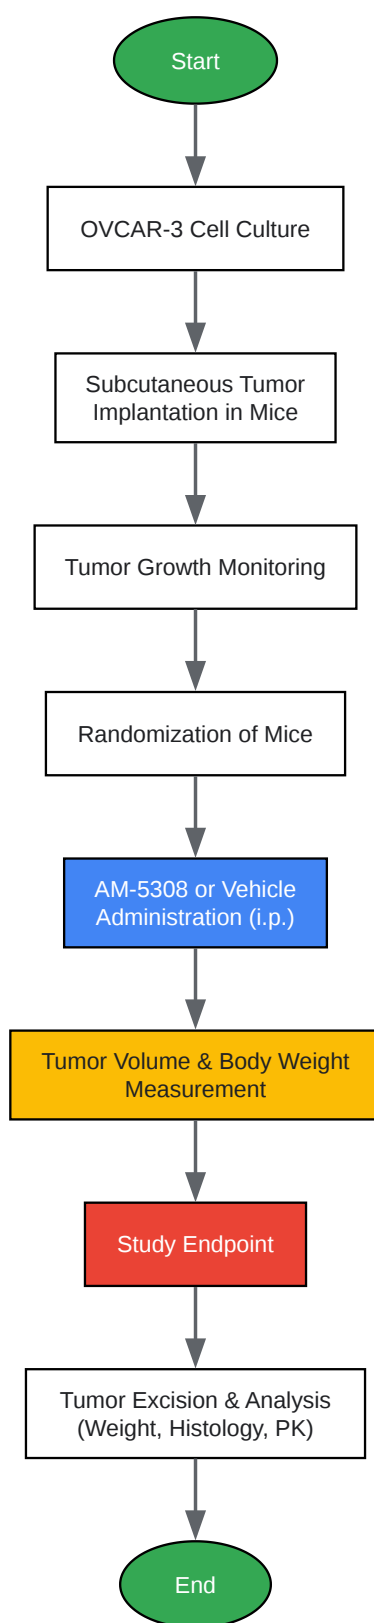 Start
OVCAR-3 Cell Culture
Subcutaneous Tumor
Implantation in Mice
Tumor Growth Monitoring
Randomization of Mice
AM-5308 or Vehicle
Administration (i.p.)
Tumor Volume & Body Weight
Measurement
Study Endpoint
Tumor Excision & Analysis
(Weight, Histology, PK)
End